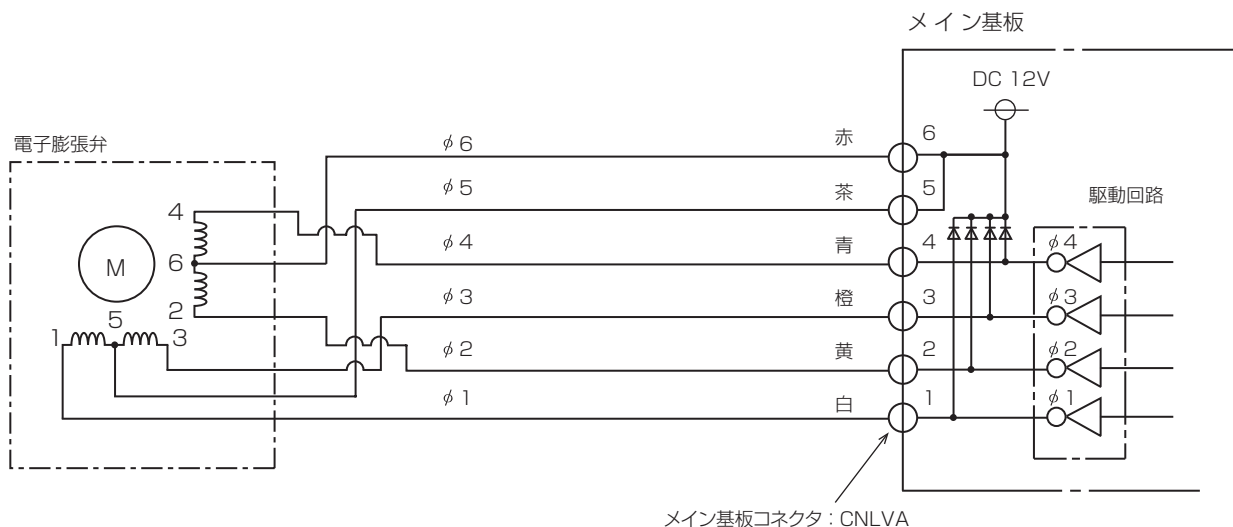 メイン基板
DC 12V
電子膨張弁
φ6
赤
6
φ5
茶
5
駆動回路
4
φ4
青
4
φ4
6
M
φ3
橙
3
φ3
2
5
1
3
φ2
黄
2
φ2
φ1
白
1
φ1
メイン基板コネクタ：CNLVA